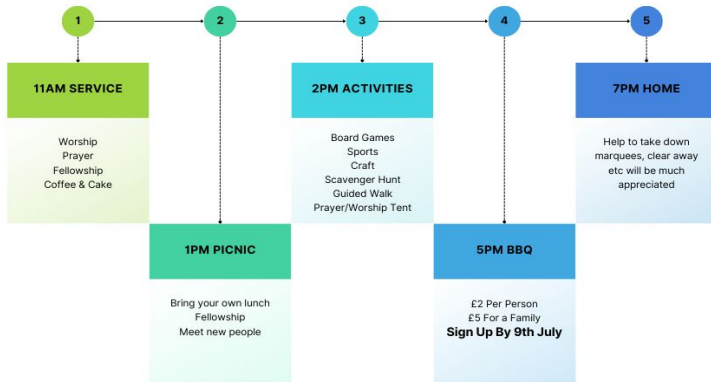 1
2
3
4
5
11AM SERVICE
Worship
Prayer
Fellowship
Coffee & Cake
1PM PICNIC
Bring your own lunch
Fellowship
Meet new people
2PM ACTIVITIES
Board Games
Sports
Craft
Scavenger Hunt
Guided Walk
Prayer/Worship Tent
5PM BBQ
£2 Per Person
£5 For a Family
Sign Up By 9th July
7PM HOME
Help to take down
marquees, clear away
etc will be much
appreciated